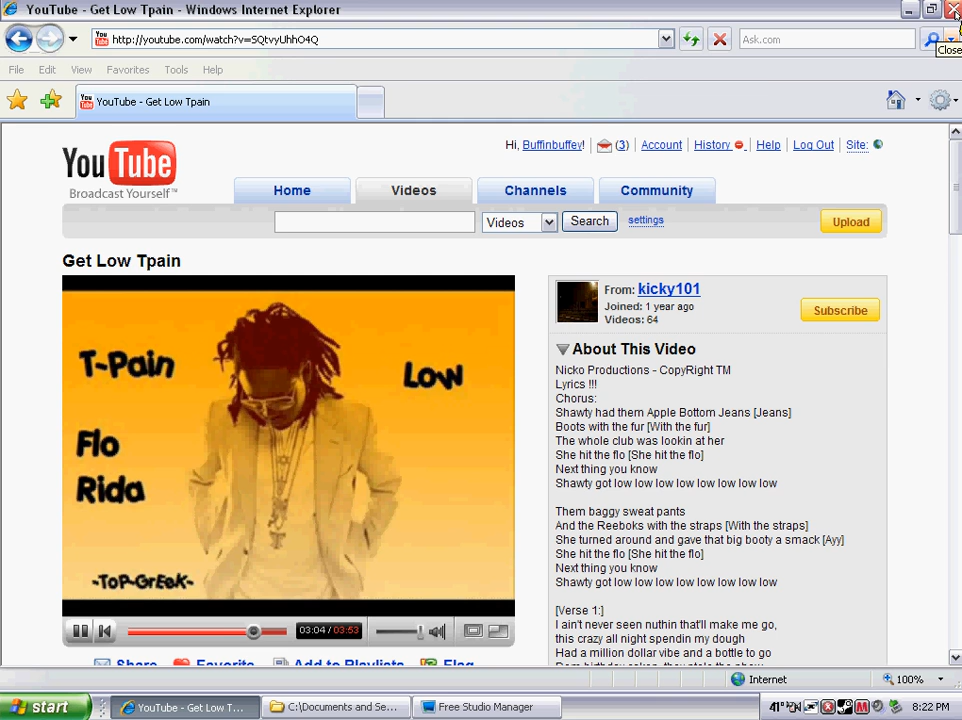 YouTube - Get Low Tpain - Windows Internet Explorer
http://youtube.com/watch?v=SQtvyUhhO4Q
Ask.com
Close
File Edit View Favorites Tools Help
YouTube - Get Low Tpain
Hi, Buffinbuffey! (3) Account History Help Log Out Site:
YouTube
Broadcast Yourself™
Home Videos Channels Community
Videos Search settings Upload
Get Low Tpain
T-Pain
Low
Flo
Rida
-ToP-GrEeK-
03:04 / 03:53
Share Favorite Add to Playlists Flag
From: kicky101
Joined: 1 year ago
Videos: 64
Subscribe
About This Video
Nicko Productions - CopyRight TM
Lyrics !!!
Chorus:
Shawty had them Apple Bottom Jeans [Jeans]
Boots with the fur [With the fur]
The whole club was lookin at her
She hit the flo [She hit the flo]
Next thing you know
Shawty got low low low low low low low low
Them baggy sweat pants
And the Reeboks with the straps [With the straps]
She turned around and gave that big booty a smack [Ayy]
She hit the flo [She hit the flo]
Next thing you know
Shawty got low low low low low low low low
[Verse 1:]
I ain't never seen nuthin that'll make me go,
this crazy all night spendin my dough
Had a million dollar vibe and a bottle to go
Internet 100%
start YouTube - Get Low T... C:\Documents and Se... Free Studio Manager 41° 8:22 PM